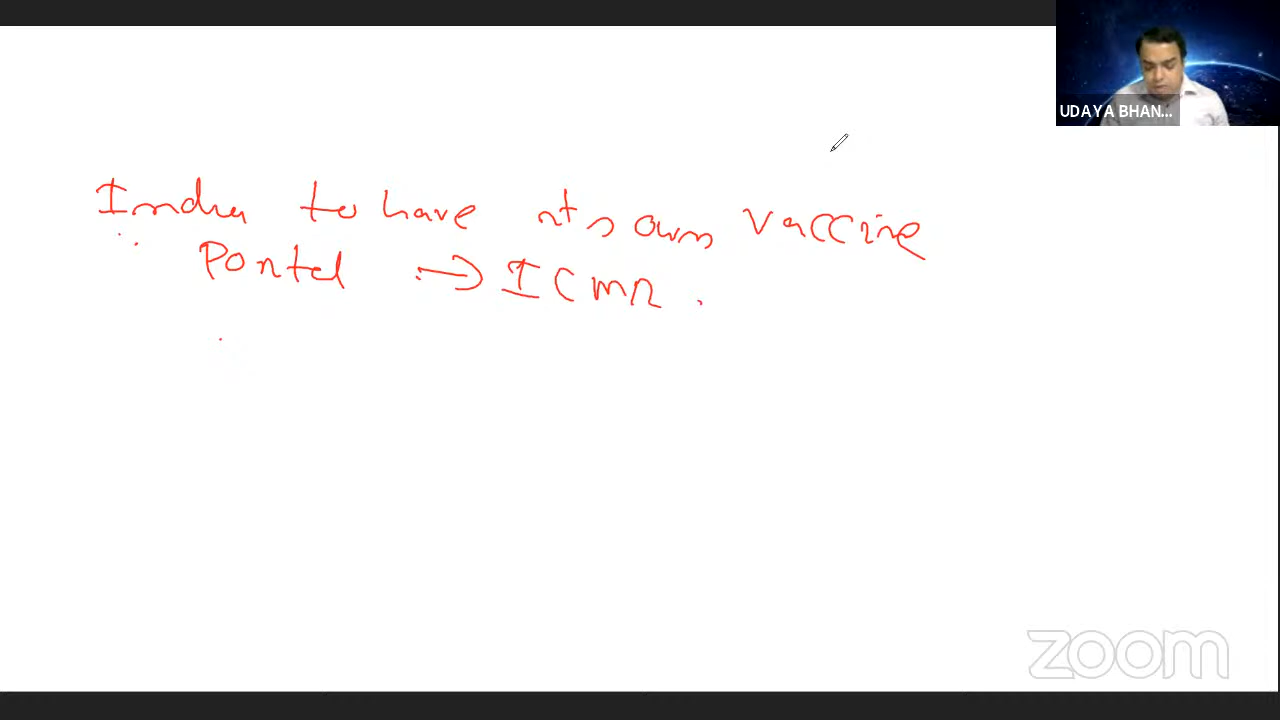 UDAYA BHAN...
India to have its own vaccine
Portal → ICMR.
zoom